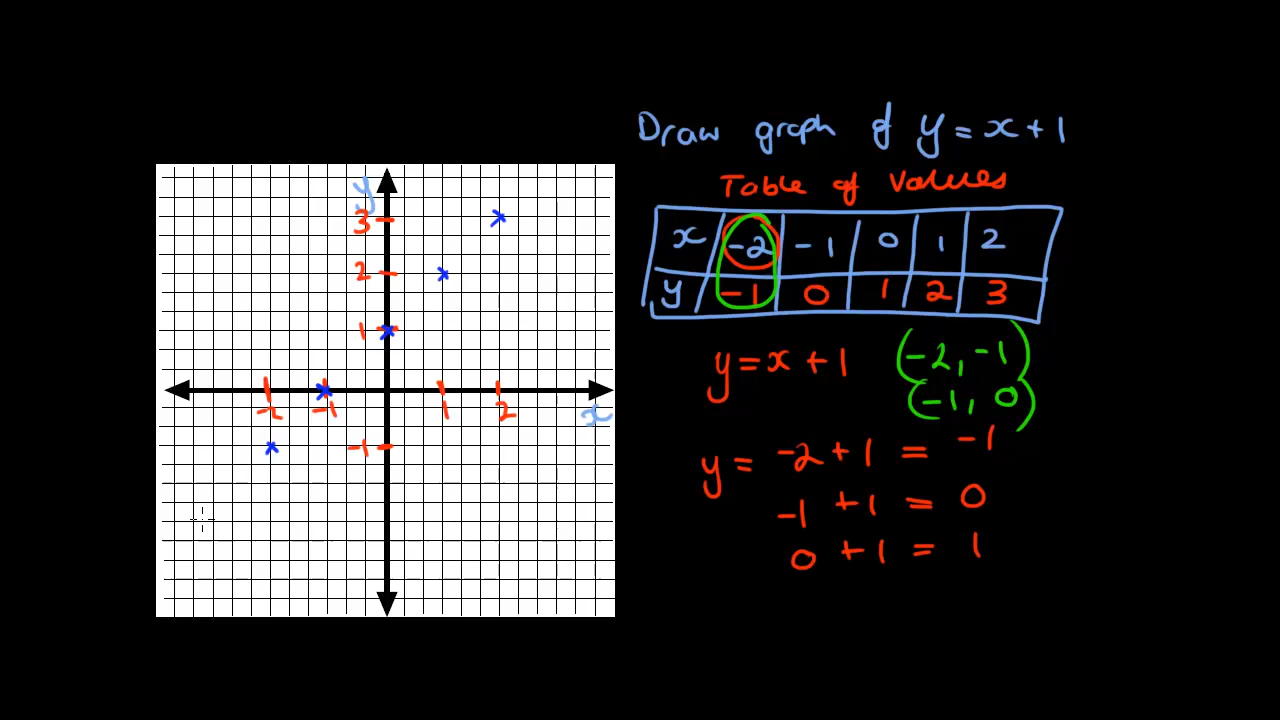 Draw graph of y = x + 1
Table of Values
x -2 -1 0 1 2
y -1 0 1 2 3
y = x + 1
(-2, -1)
(-1, 0)
y = -2 + 1 = -1
-1 + 1 = 0
0 + 1 = 1
y
3
2
1
-2 -1 1 2
x
-1